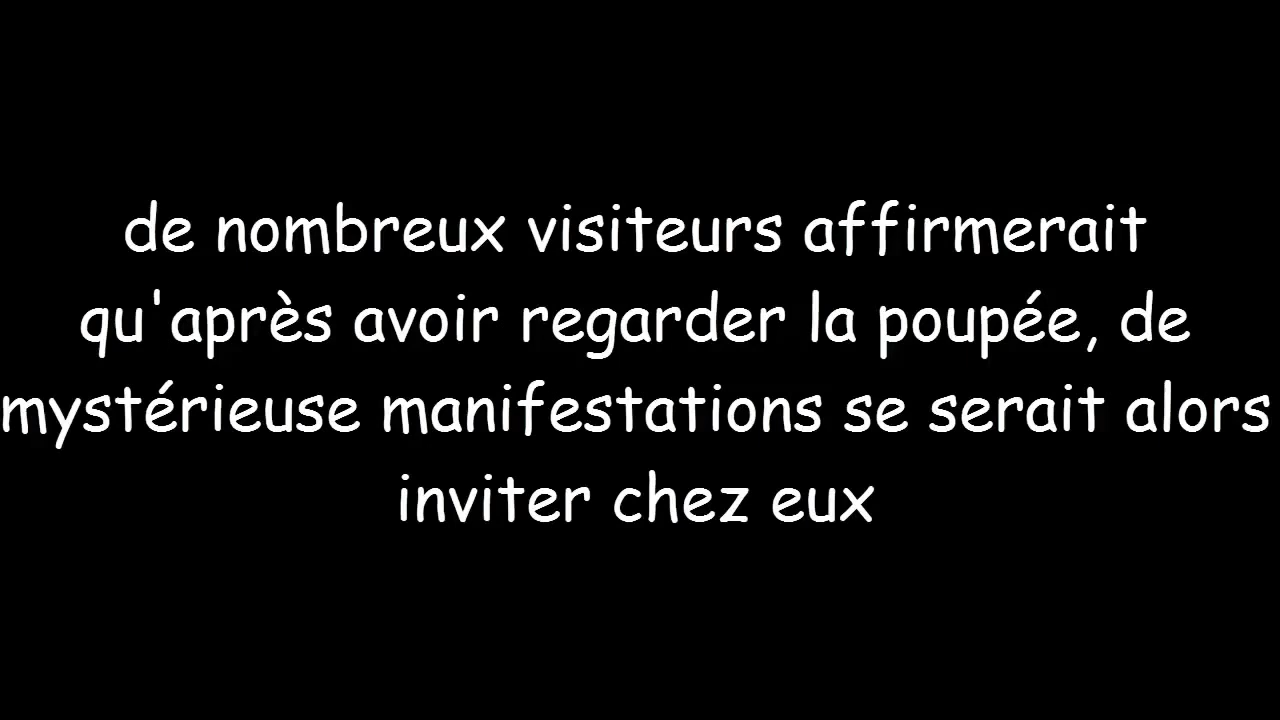 de nombreux visiteurs affirmerait
qu'après avoir regarder la poupée, de
mystérieuse manifestations se serait alors
inviter chez eux